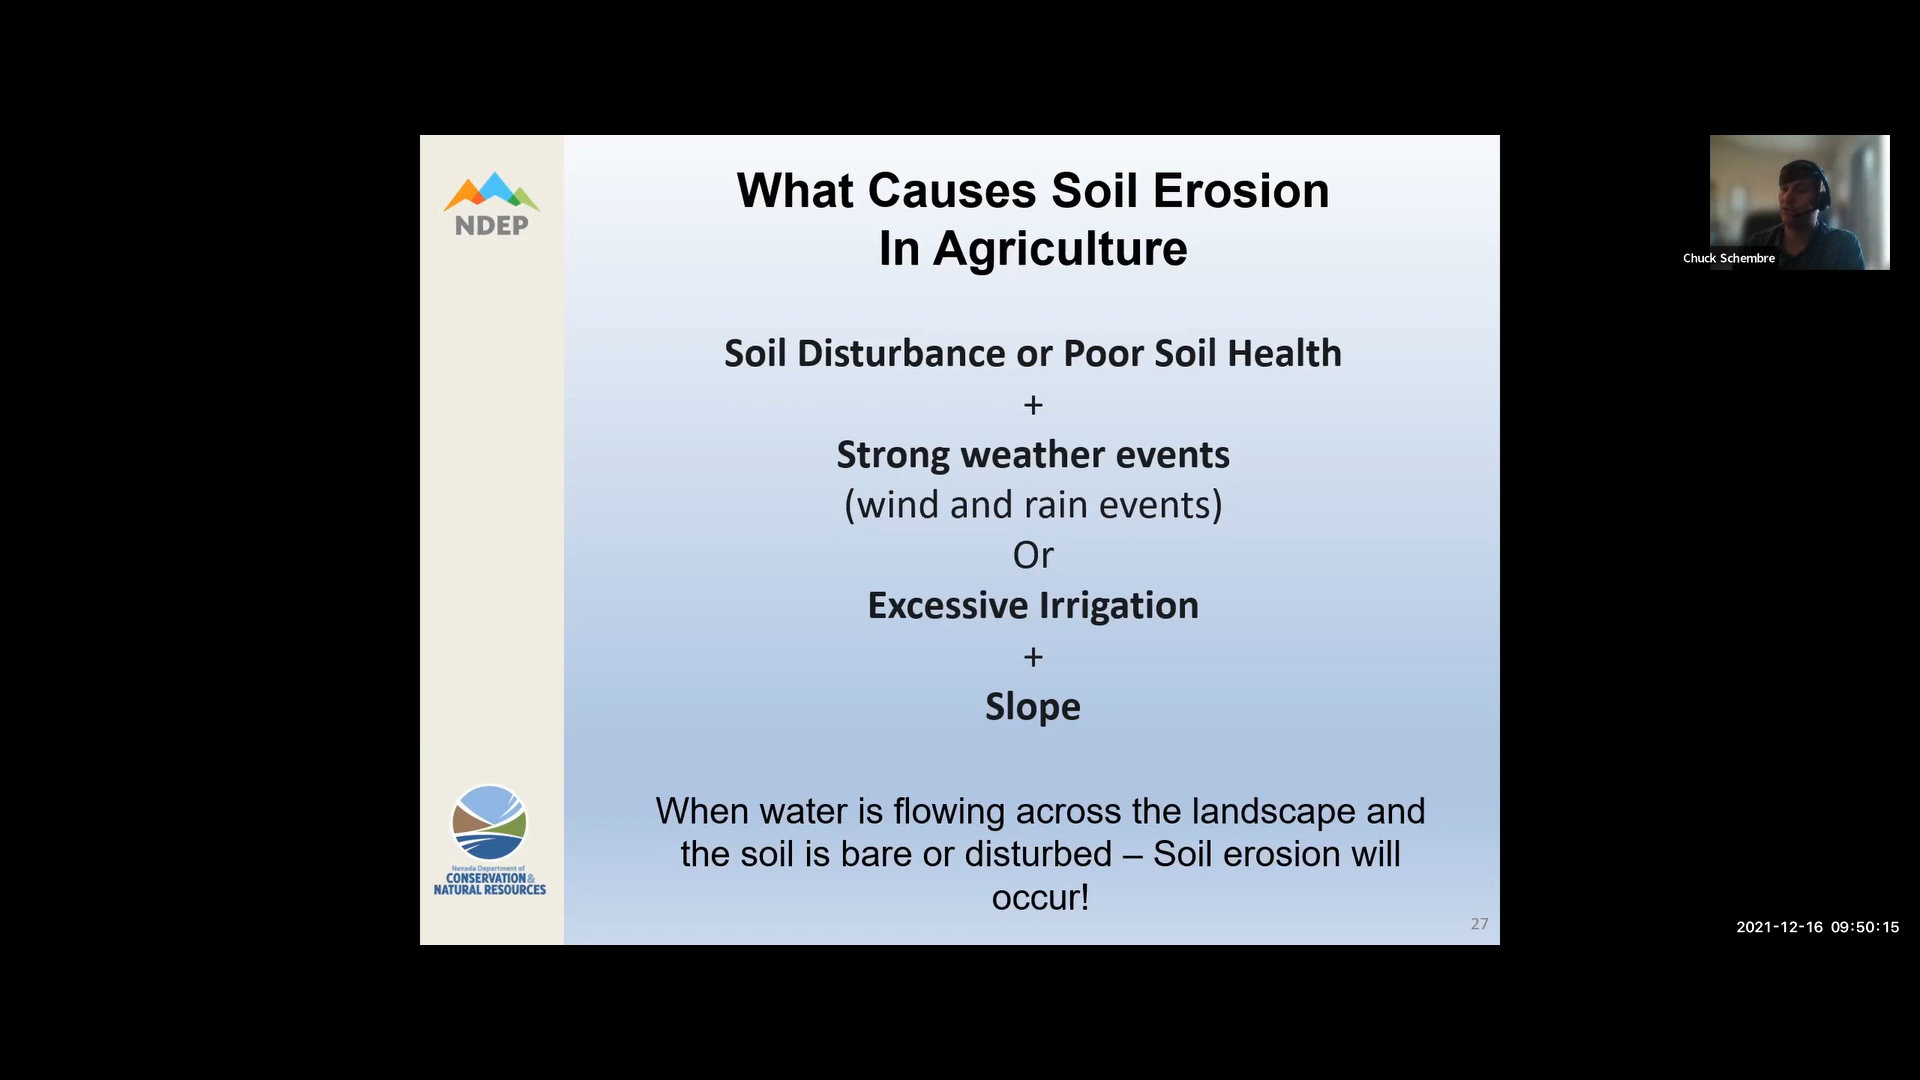 NDEP
What Causes Soil Erosion
In Agriculture
Soil Disturbance or Poor Soil Health
+
Strong weather events
(wind and rain events)
Or
Excessive Irrigation
+
Slope
When water is flowing across the landscape and
the soil is bare or disturbed – Soil erosion will
occur!
Nevada Department of
CONSERVATION&
NATURAL RESOURCES
27
Chuck Schembre
2021-12-16 09:50:15